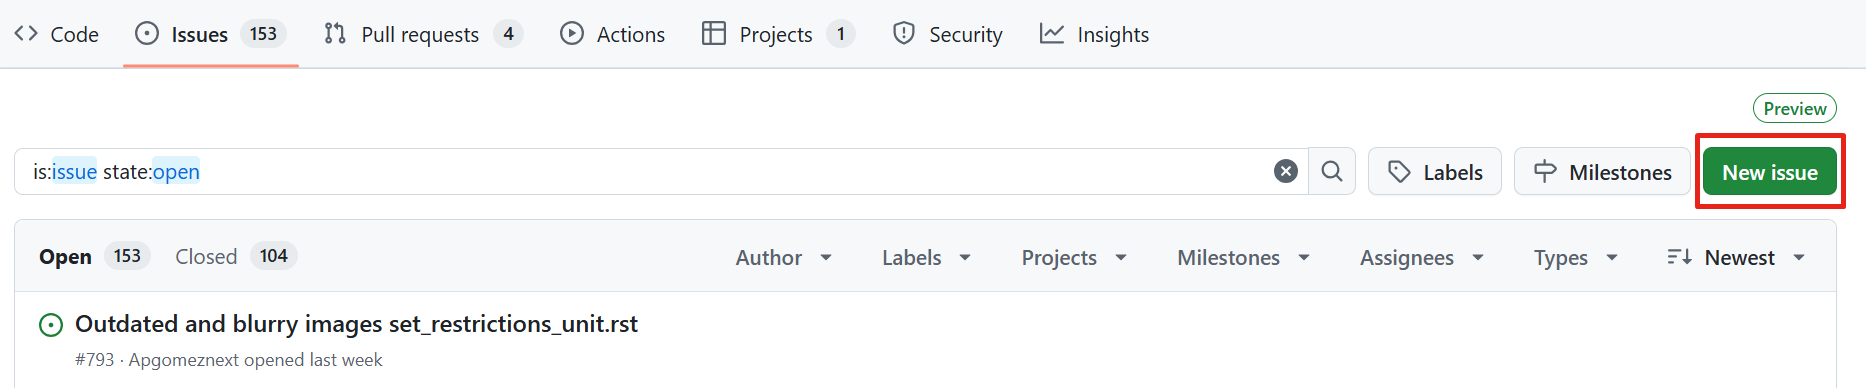 Code Issues 153 Pull requests 4 Actions Projects 1 Security Insights
Preview
is:issue state:open Labels Milestones New issue
Open 153 Closed 104 Author Labels Projects Milestones Assignees Types Newest
Outdated and blurry images set_restrictions_unit.rst
#793 · Apgomeznext opened last week